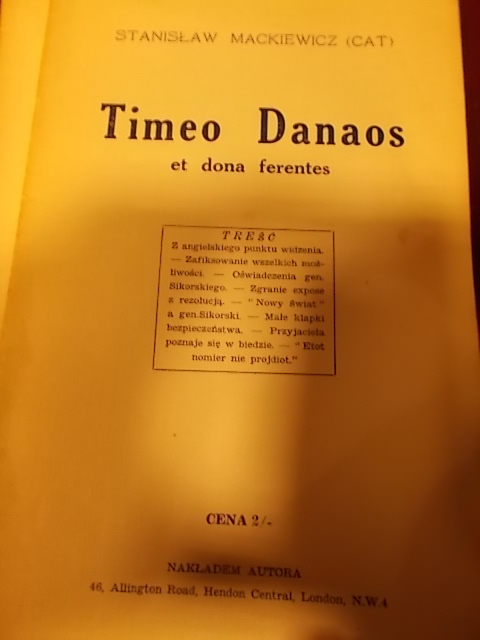 STANISŁAW MACKIEWICZ (CAT)
Timeo Danaos
et dona ferentes
TREŚĆ
Z angielskiego punktu widzenia.
— Zafiksowanie wszelkich moż-
liwości. — Oświadczenia gen.
Sikorskiego. — Zgranie expose
z rezolucją. — "Nowy Świat"
a gen.Sikorski. — Małe klapki
bezpieczeństwa. — Przyjaciela
poznaje się w biedzie. — "Etot
nomier nie projdiot."
CENA 2/-
NAKŁADEM AUTORA
46, Allington Road, Hendon Central, London, N.W.4